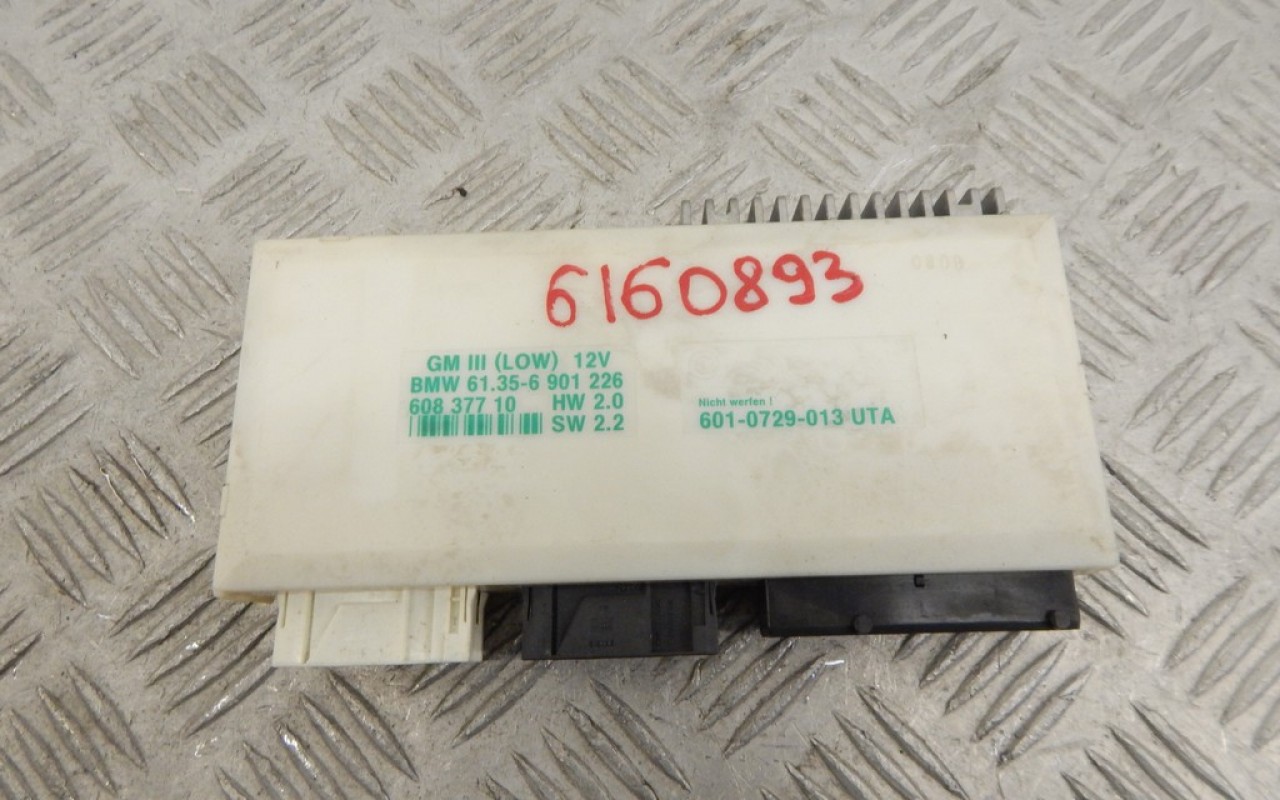 6160893
GM III (LOW) 12V
BMW 61.35-6 901 226
608 377 10 HW 2.0
SW 2.2
Nicht werfen !
601-0729-013 UTA